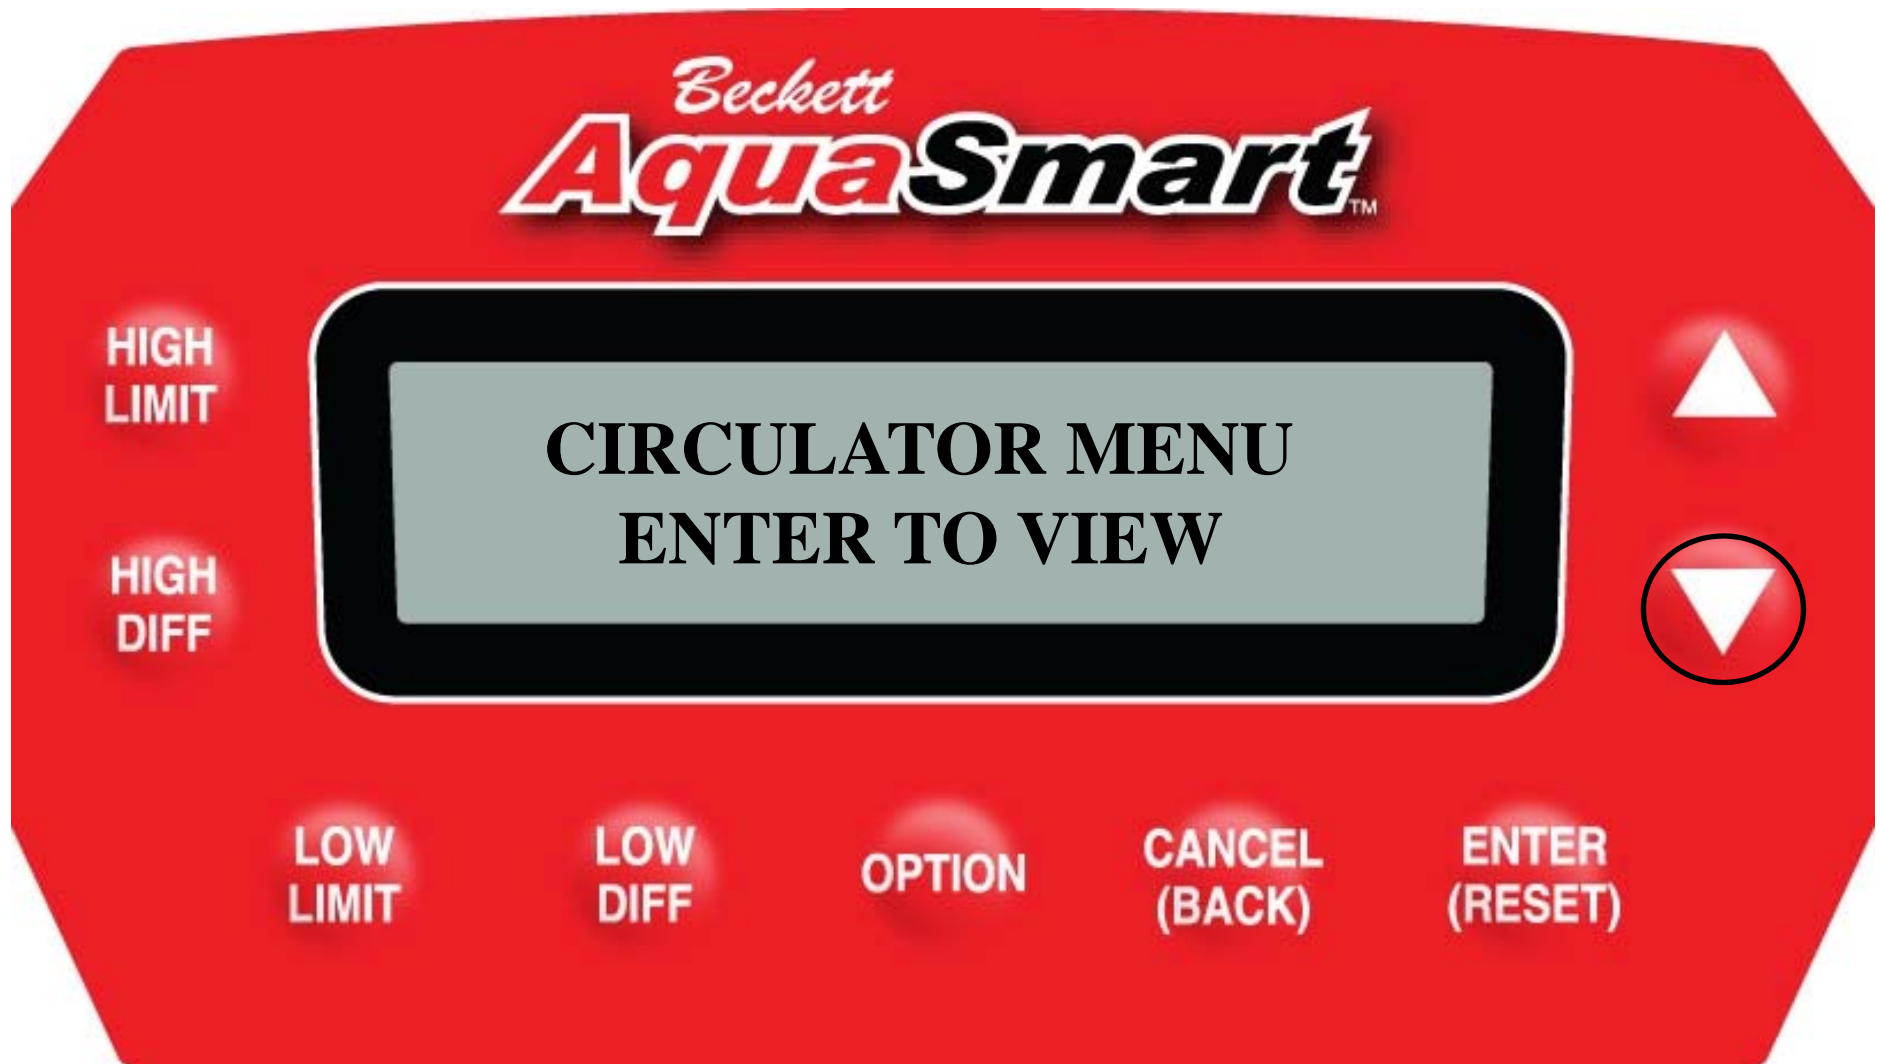 Beckett
AquaSmart™
HIGH
LIMIT
CIRCULATOR MENU
ENTER TO VIEW
HIGH
DIFF
LOW
LIMIT
LOW
DIFF
OPTION
CANCEL
(BACK)
ENTER
(RESET)